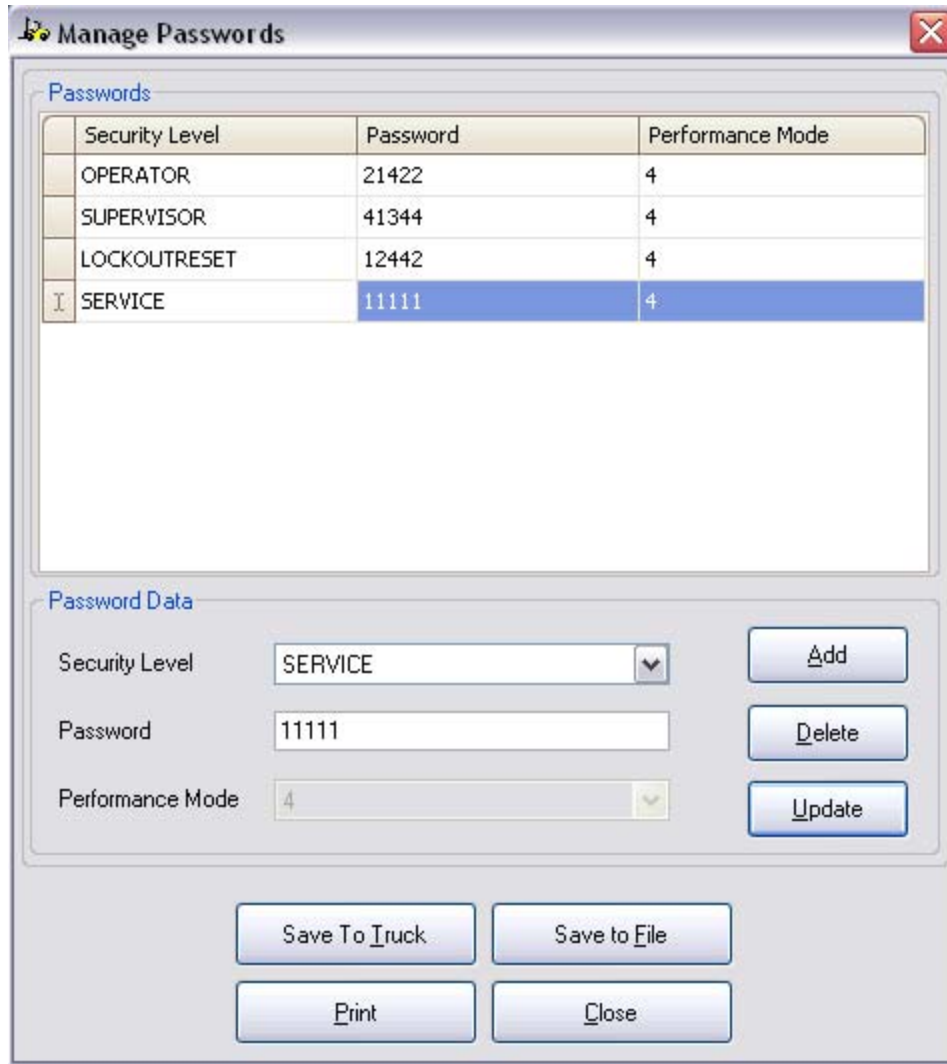 Manage Passwords
Passwords
Security Level Password Performance Mode
OPERATOR 21422 4
SUPERVISOR 41344 4
LOCKOUTRESET 12442 4
SERVICE 11111 4
Password Data
Security Level SERVICE Add
Password 11111 Delete
Performance Mode 4 Update
Save To Truck Save to File
Print Close